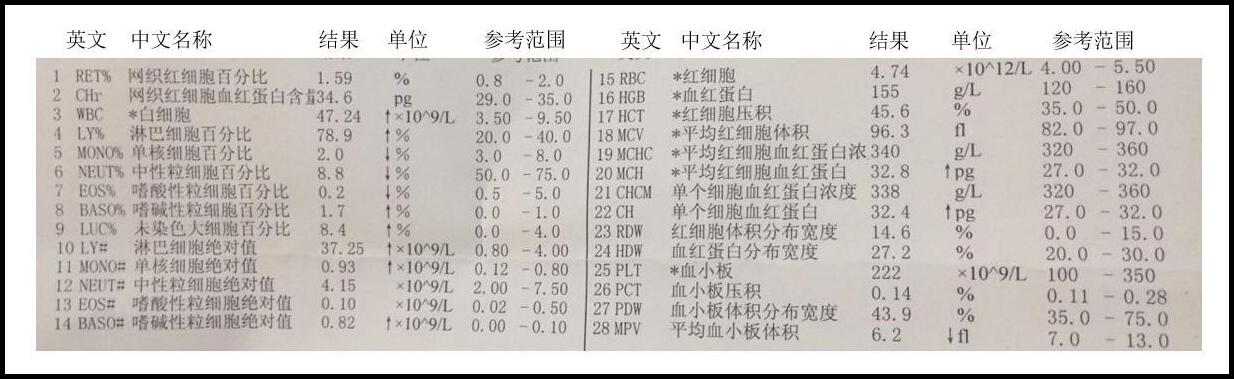 英文 中文名称 结果 单位 参考范围 英文 中文名称 结果 单位 参考范围
1 RET% 网织红细胞百分比 1.59 % 0.8 - 2.0
2 CHr 网织红细胞血红蛋白含量34.6 pg 29.0 - 35.0
3 WBC *白细胞 47.24 ↑×10^9/L 3.50 - 9.50
4 LY% 淋巴细胞百分比 78.9 ↑% 20.0 - 40.0
5 MONO% 单核细胞百分比 2.0 ↓% 3.0 - 8.0
6 NEUT% 中性粒细胞百分比 8.8 ↓% 50.0 - 75.0
7 EOS% 嗜酸性粒细胞百分比 0.2 ↓% 0.5 - 5.0
8 BASO% 嗜碱性粒细胞百分比 1.7 ↑% 0.0 - 1.0
9 LUC% 未染色大细胞百分比 8.4 ↑% 0.0 - 4.0
10 LY# 淋巴细胞绝对值 37.25 ↑×10^9/L 0.80 - 4.00
11 MONO# 单核细胞绝对值 0.93 ↑×10^9/L 0.12 - 0.80
12 NEUT# 中性粒细胞绝对值 4.15 ×10^9/L 2.00 - 7.50
13 EOS# 嗜酸性粒细胞绝对值 0.10 ×10^9/L 0.02 - 0.50
14 BASO# 嗜碱性粒细胞绝对值 0.82 ↑×10^9/L 0.00 - 0.10
15 RBC *红细胞 4.74 ×10^12/L 4.00 - 5.50
16 HGB *血红蛋白 155 g/L 120 - 160
17 HCT *红细胞压积 45.6 % 35.0 - 50.0
18 MCV *平均红细胞体积 96.3 fl 82.0 - 97.0
19 MCHC *平均红细胞血红蛋白浓340 g/L 320 - 360
20 MCH *平均红细胞血红蛋白 32.8 ↑pg 27.0 - 32.0
21 CHCM 单个细胞血红蛋白浓度 338 g/L 320 - 360
22 CH 单个细胞血红蛋白 32.4 ↑pg 27.0 - 32.0
23 RDW 红细胞体积分布宽度 14.6 % 0.0 - 15.0
24 HDW 血红蛋白分布宽度 27.2 % 20.0 - 30.0
25 PLT *血小板 222 ×10^9/L 100 - 350
26 PCT 血小板压积 0.14 % 0.11 - 0.28
27 PDW 血小板体积分布宽度 43.9 % 35.0 - 75.0
28 MPV 平均血小板体积 6.2 ↓fl 7.0 - 13.0